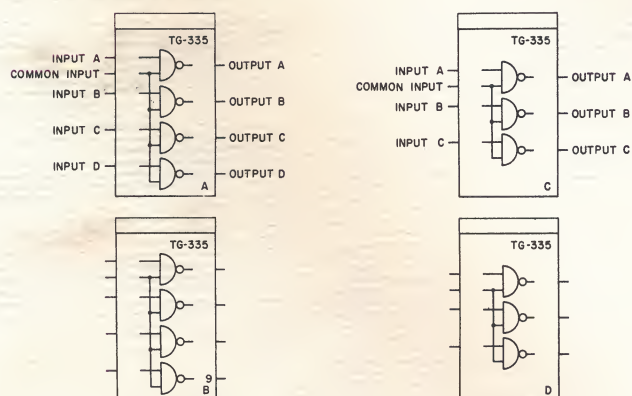 TG-335
INPUT A
COMMON INPUT
INPUT B
INPUT C
INPUT D
OUTPUT A
OUTPUT B
OUTPUT C
OUTPUT D
A
TG-335
INPUT A
COMMON INPUT
INPUT B
INPUT C
OUTPUT A
OUTPUT B
OUTPUT C
C
TG-335
9
B
TG-335
D